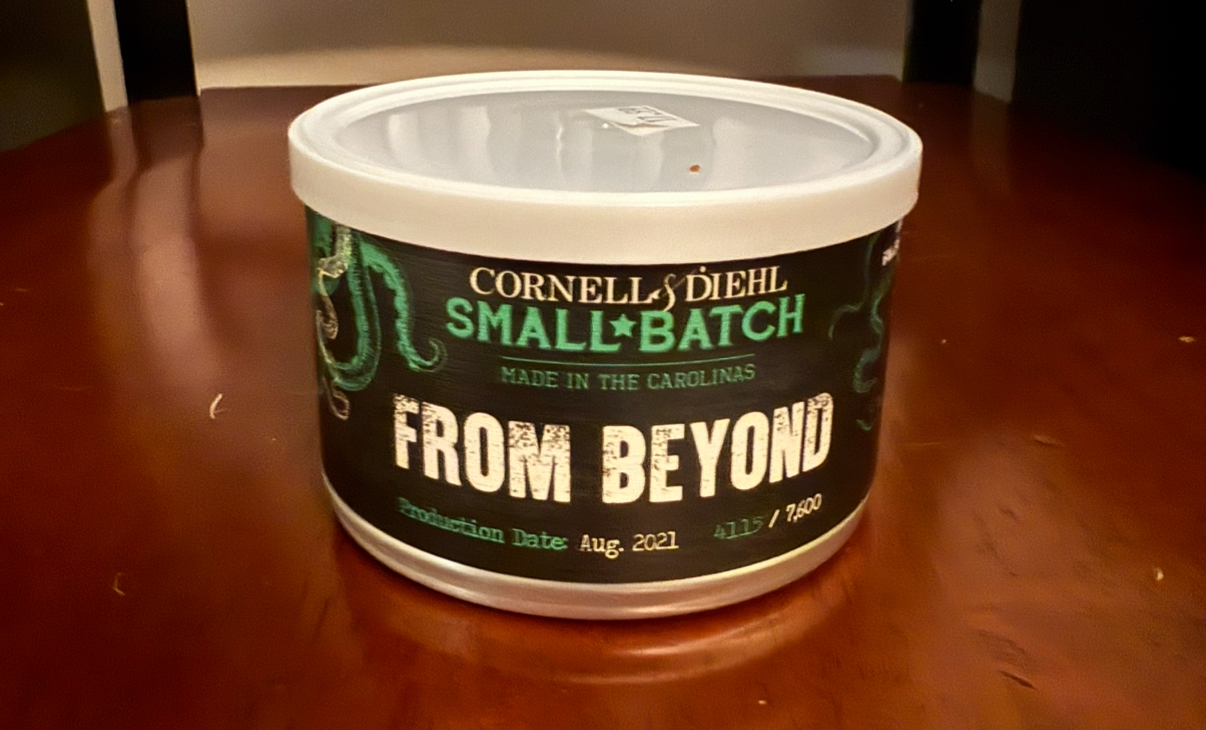 CORNELL & DIEHL
SMALL★BATCH
MADE IN THE CAROLINAS
FROM BEYOND
Production Date: Aug. 2021 4115 / 7,600